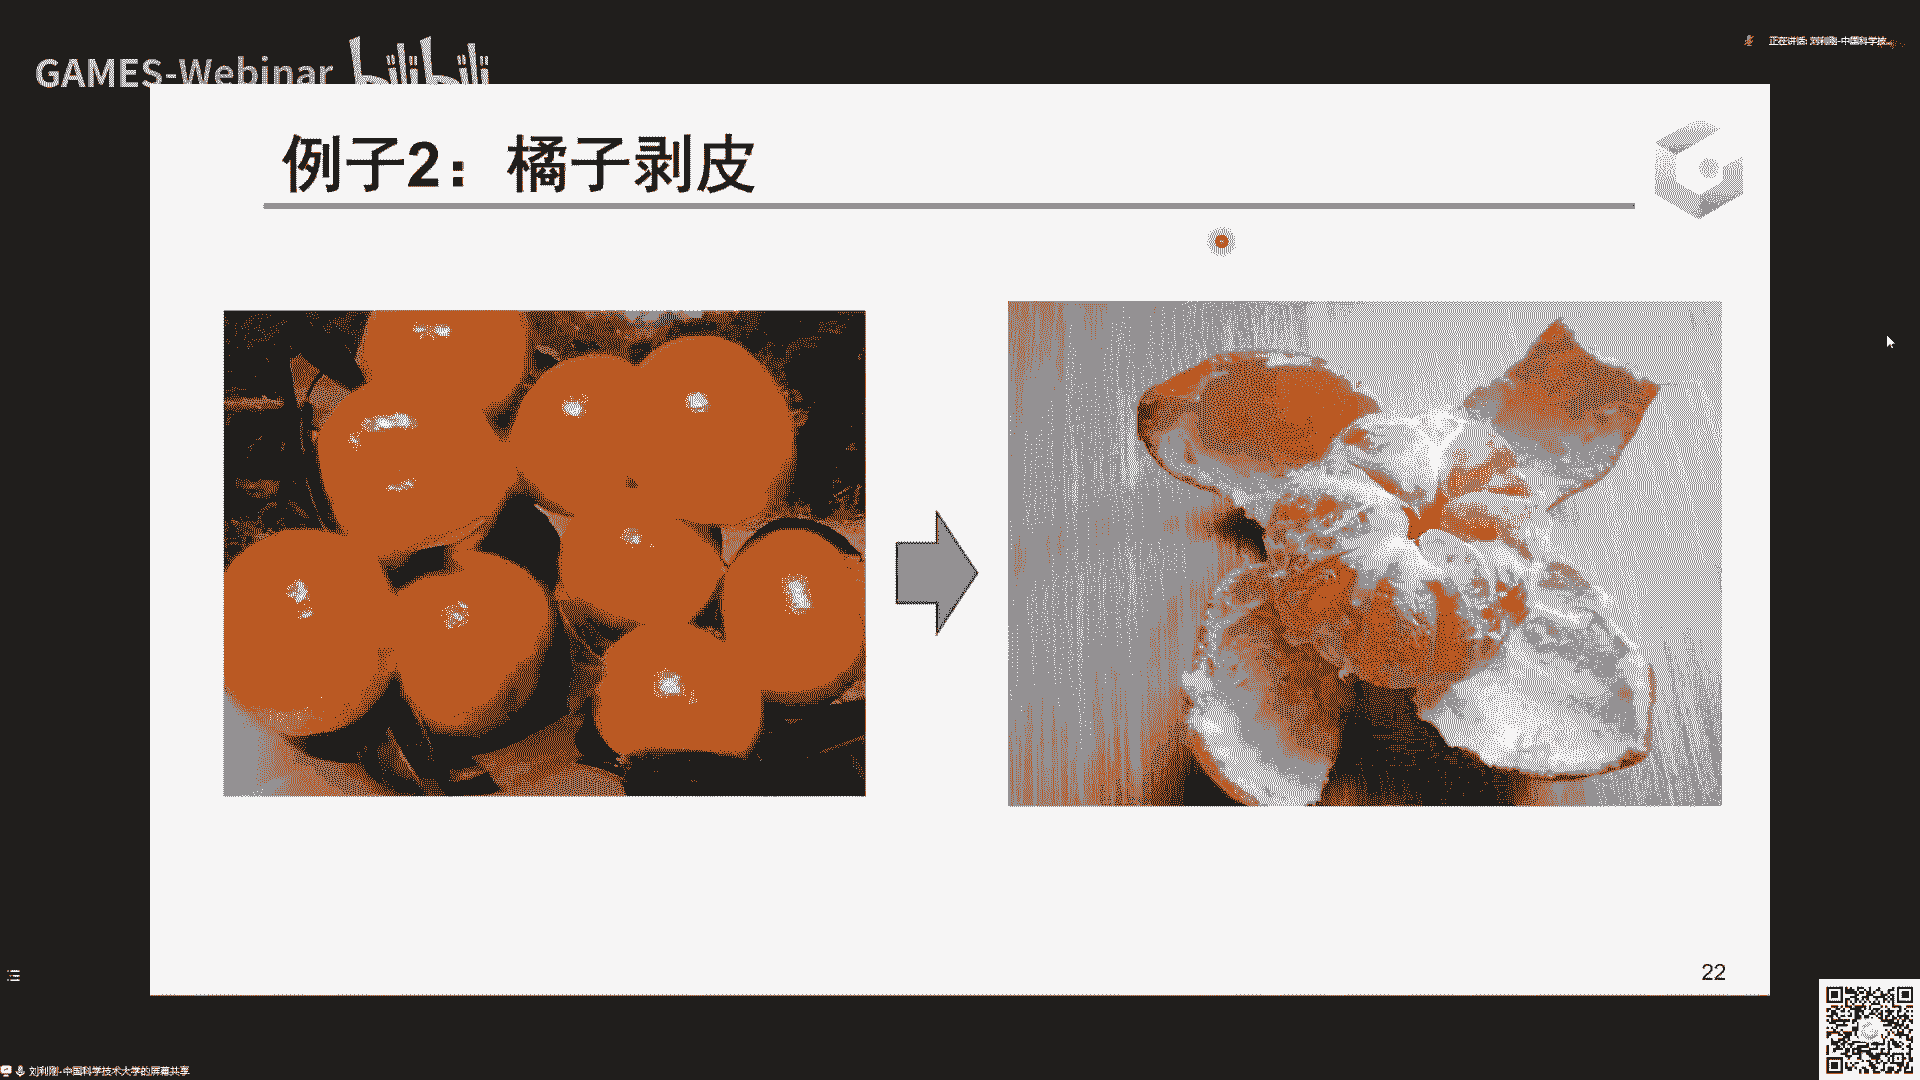 GAMES-Webinar bilibili
正在讲话: 刘利刚-中国科学技...
例子2：橘子剥皮
22
刘利刚-中国科学技术大学的屏幕共享